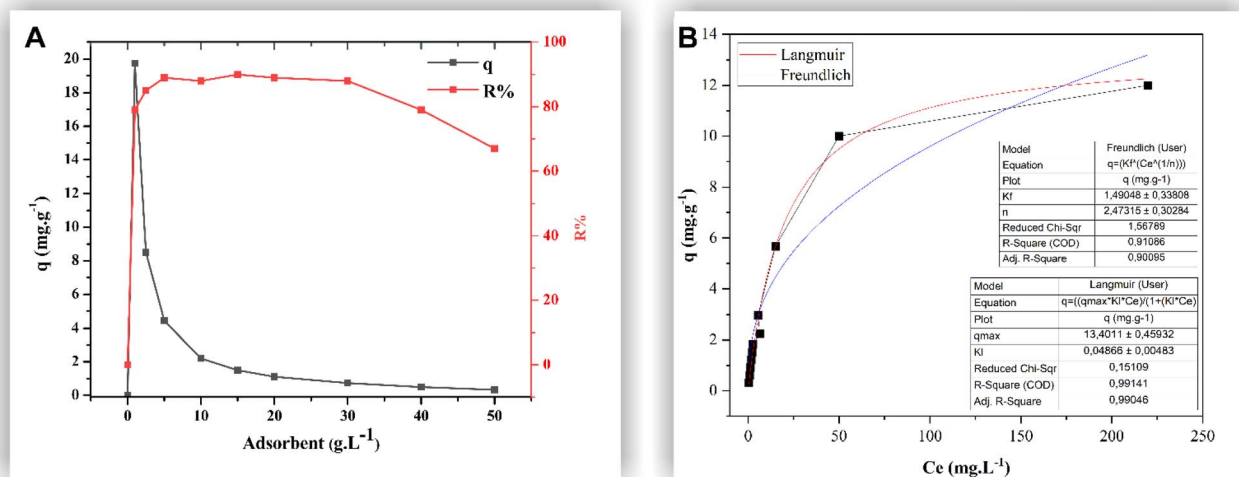 A
q
R%
20
18
16
14
12
10
8
6
4
2
0
q (mg.g-1)
100
80
60
40
20
0
R%
0 10 20 30 40 50
Adsorbent (g.L-1)
B
Langmuir
Freundlich
14
12
10
8
6
4
2
0
q (mg.g-1)
Model Freundlich (User)
Equation q=(Kf*(Ce^(1/n)))
Plot q (mg.g-1)
Kf 1,49048 ± 0,33808
n 2,47315 ± 0,30284
Reduced Chi-Sqr 1,56769
R-Square (COD) 0,91086
Adj. R-Square 0,90095
Model Langmuir (User)
Equation q=((qmax*Kl*Ce)/(1+(Kl*Ce)
Plot q (mg.g-1)
qmax 13,4011 ± 0,45932
Kl 0,04866 ± 0,00483
Reduced Chi-Sqr 0,15109
R-Square (COD) 0,99141
Adj. R-Square 0,99046
0 50 100 150 200 250
Ce (mg.L-1)